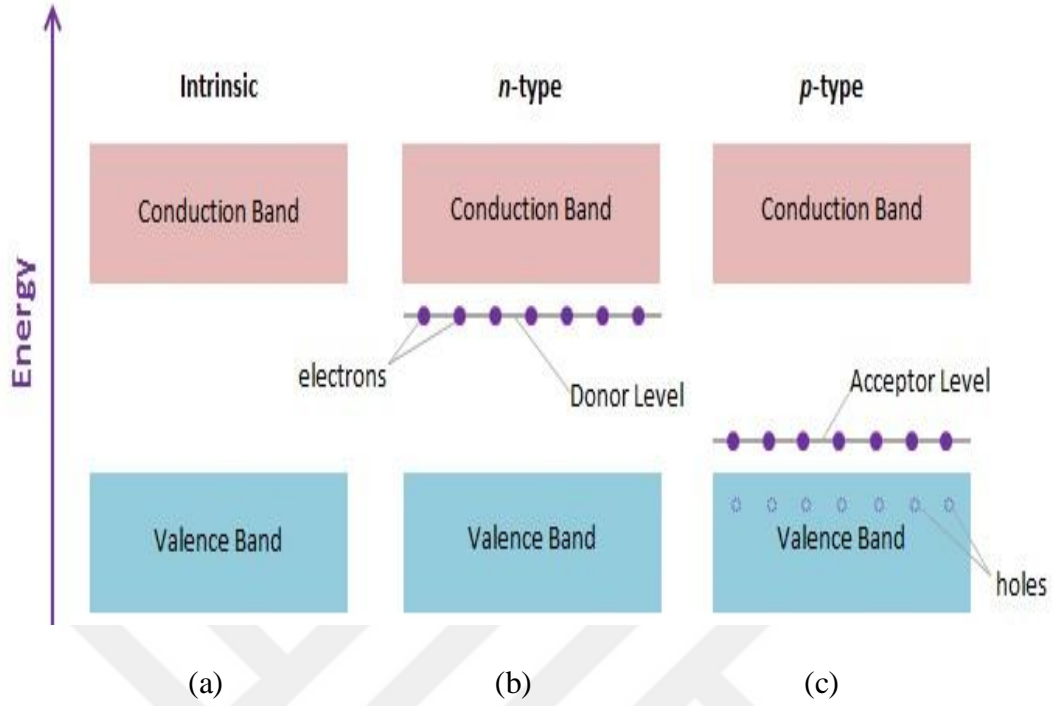 Energy
Intrinsic
n-type
p-type
Conduction Band
Conduction Band
Conduction Band
electrons
Donor Level
Acceptor Level
Valence Band
Valence Band
Valence Band
holes
(a)
(b)
(c)